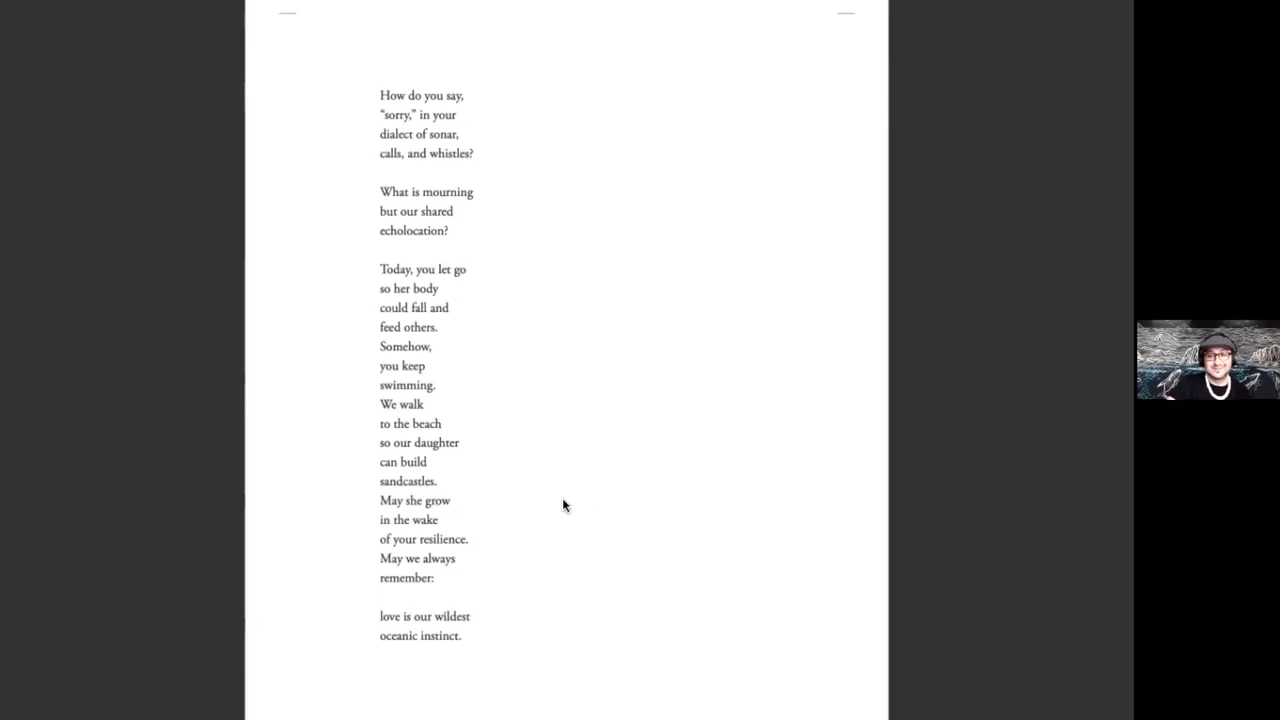 How do you say,
“sorry,” in your
dialect of sonar,
calls, and whistles?
What is mourning
but our shared
echolocation?
Today, you let go
so her body
could fall and
feed others.
Somehow,
you keep
swimming.
We walk
to the beach
so our daughter
can build
sandcastles.
May she grow
in the wake
of your resilience.
May we always
remember:
love is our wildest
oceanic instinct.